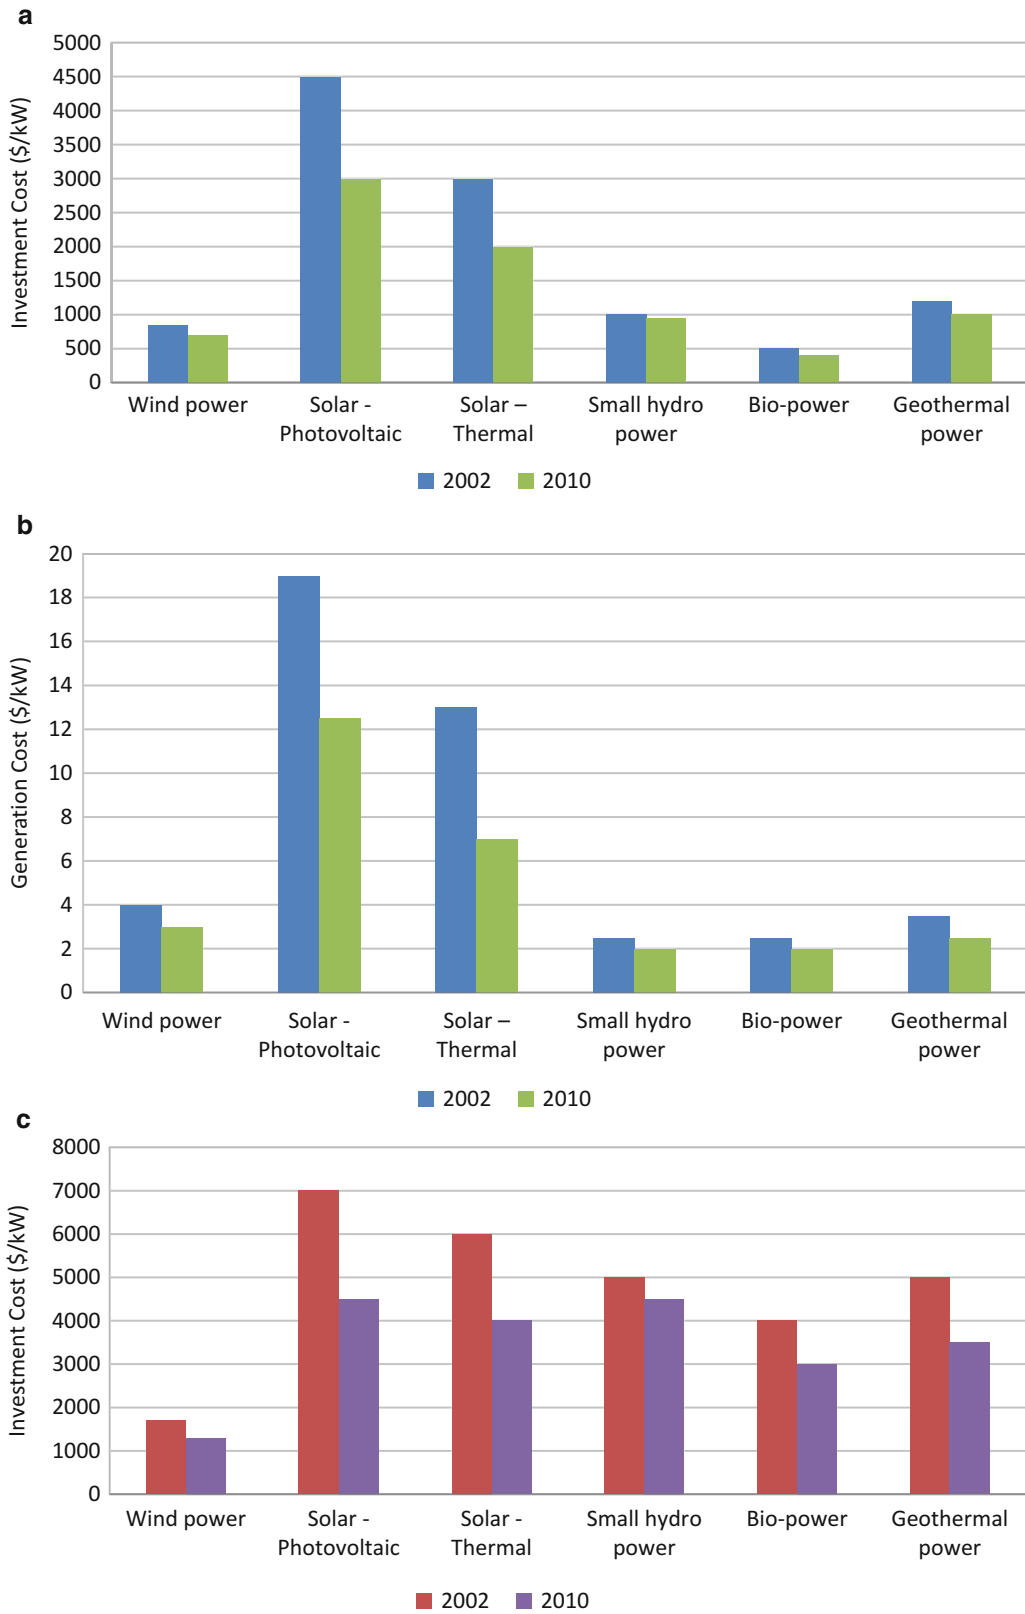 a
Investment Cost ($/kW)
5000
4500
4000
3500
3000
2500
2000
1500
1000
500
0
Wind power
Solar -
Photovoltaic
Solar –
Thermal
Small hydro
power
Bio-power
Geothermal
power
2002 2010
b
Generation Cost ($/kW)
20
18
16
14
12
10
8
6
4
2
0
Wind power
Solar -
Photovoltaic
Solar –
Thermal
Small hydro
power
Bio-power
Geothermal
power
2002 2010
c
Investment Cost ($/kW)
8000
7000
6000
5000
4000
3000
2000
1000
0
Wind power
Solar -
Photovoltaic
Solar -
Thermal
Small hydro
power
Bio-power
Geothermal
power
2002 2010